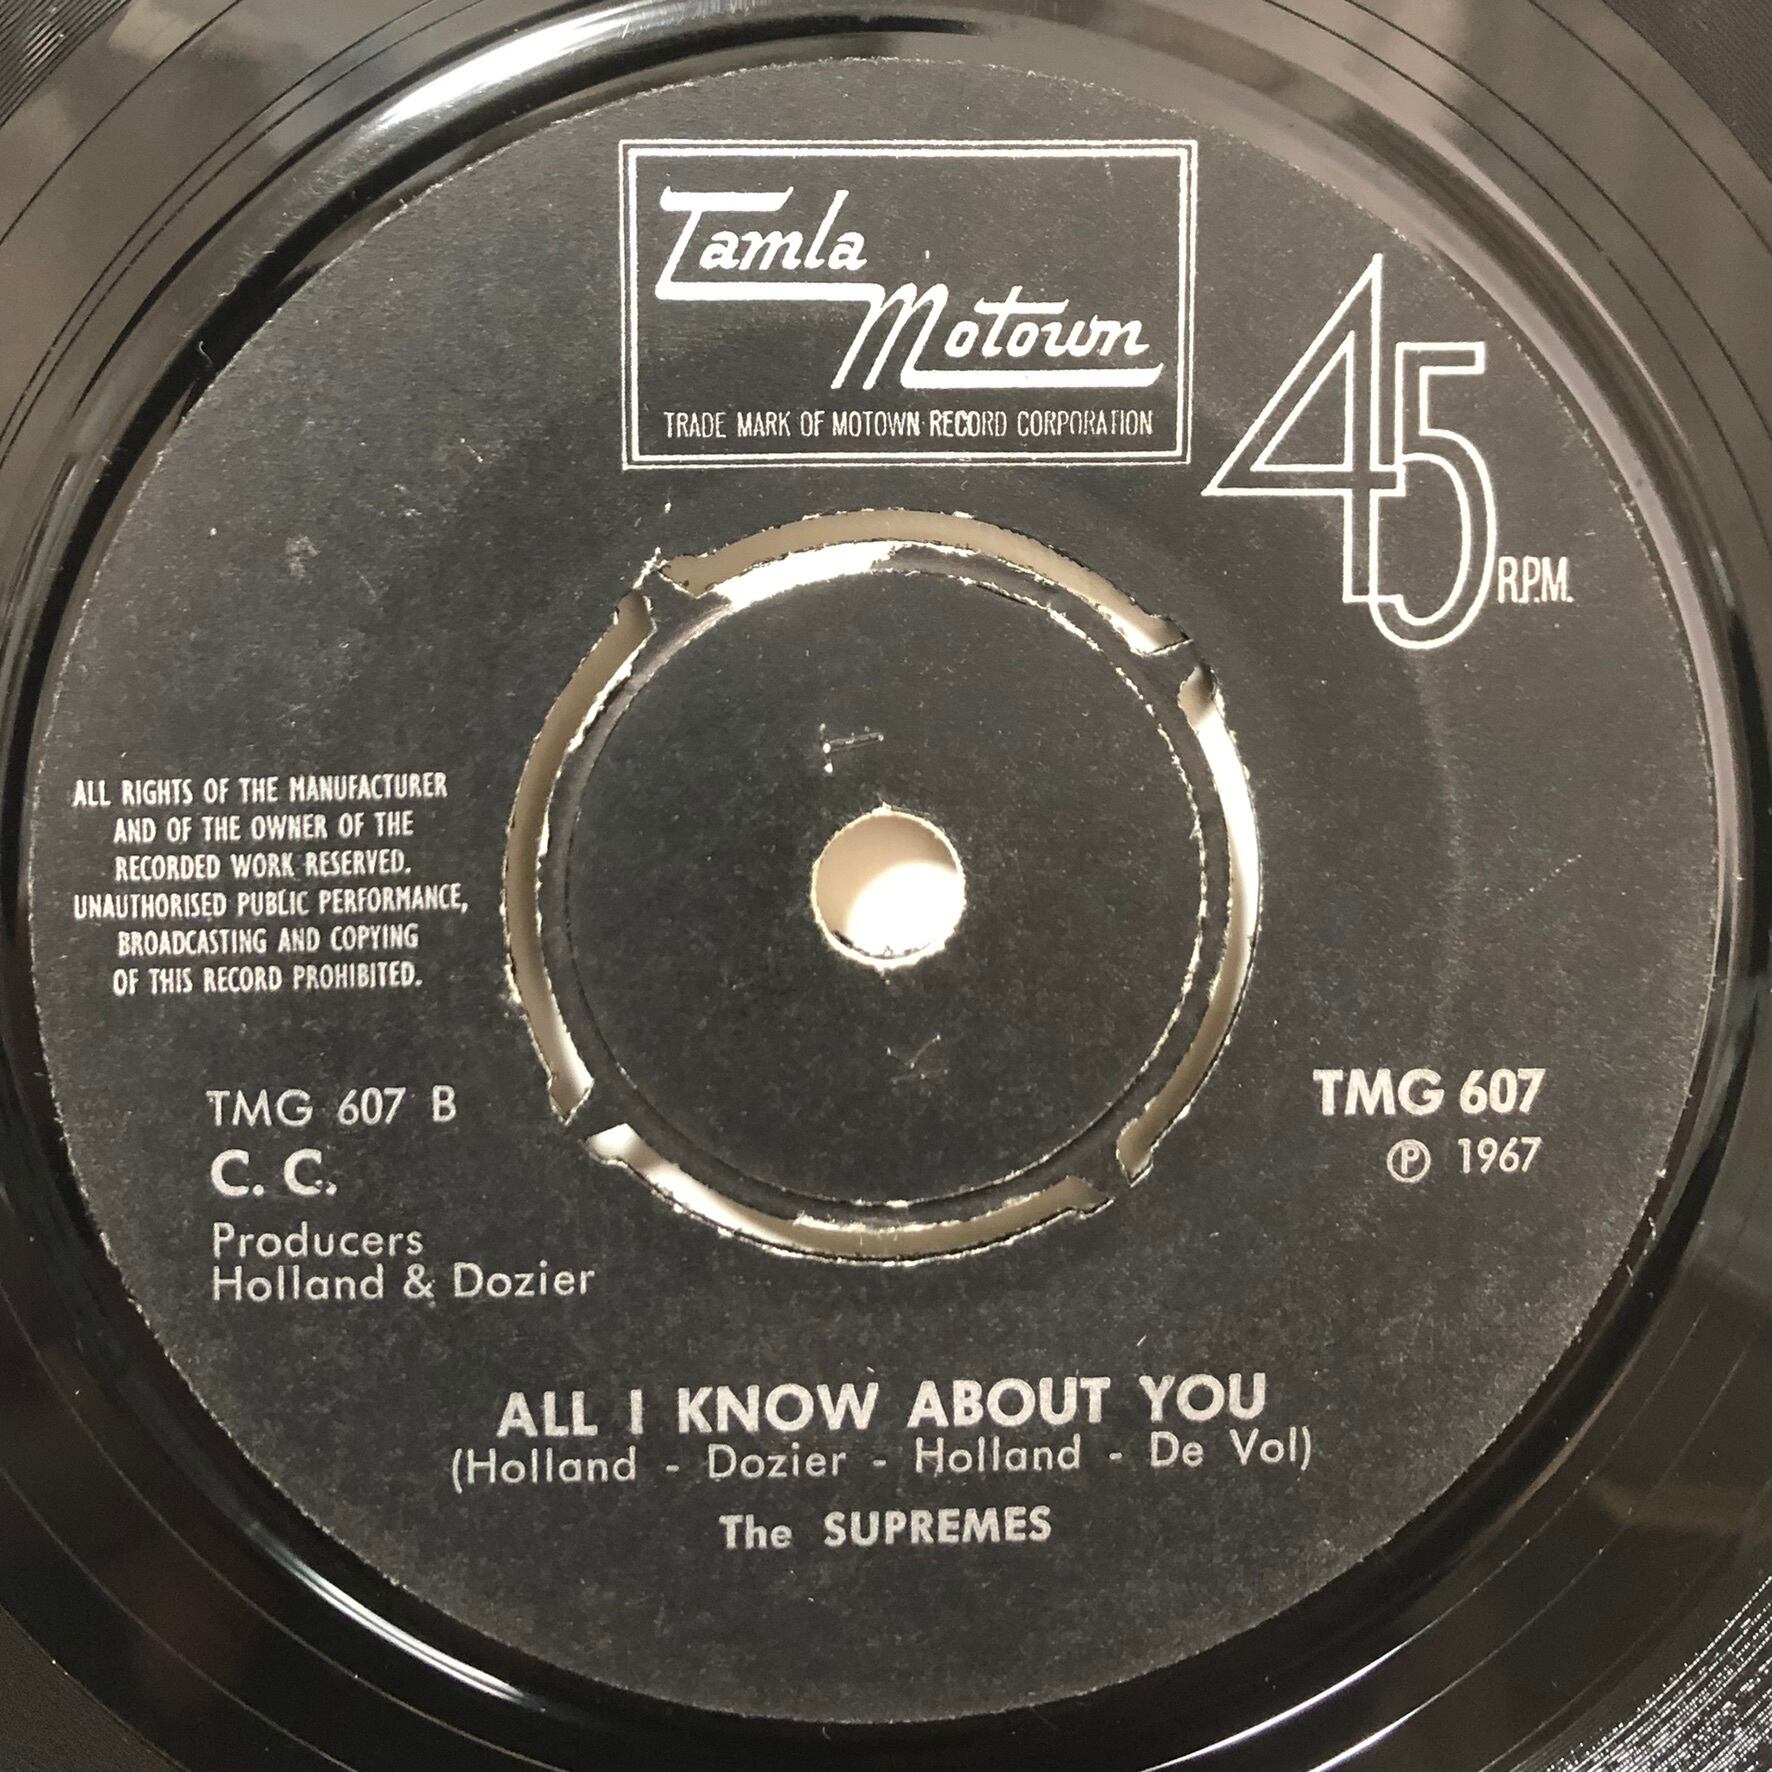 Tamla
Motown
TRADE MARK OF MOTOWN RECORD CORPORATION
45
R.P.M.
ALL RIGHTS OF THE MANUFACTURER
AND OF THE OWNER OF THE
RECORDED WORK RESERVED.
UNAUTHORISED PUBLIC PERFORMANCE,
BROADCASTING AND COPYING
OF THIS RECORD PROHIBITED.
TMG 607 B
C. C.
Producers
Holland & Dozier
TMG 607
℗ 1967
ALL I KNOW ABOUT YOU
(Holland - Dozier - Holland - De Vol)
The SUPREMES